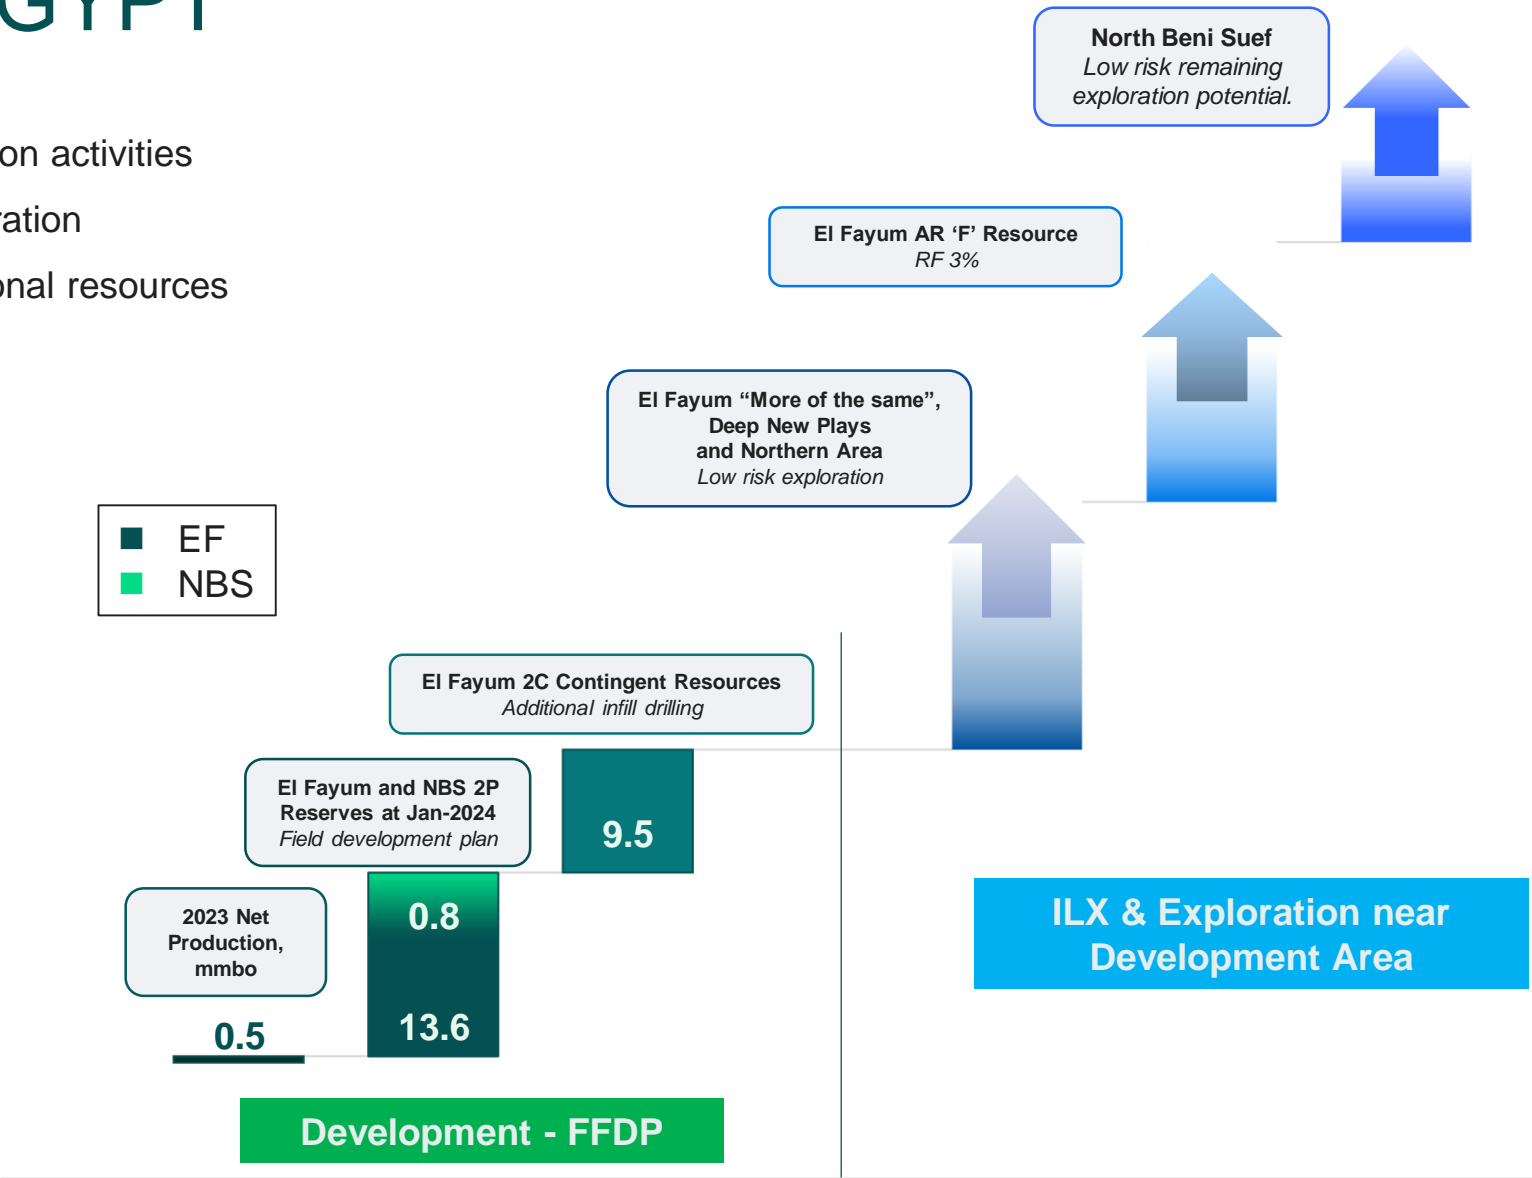 GYPT
on activities
ration
onal resources
North Beni Suef
Low risk remaining
exploration potential.
El Fayum AR ‘F’ Resource
RF 3%
El Fayum “More of the same”,
Deep New Plays
and Northern Area
Low risk exploration
EF
NBS
El Fayum 2C Contingent Resources
Additional infill drilling
El Fayum and NBS 2P
Reserves at Jan-2024
Field development plan
9.5
2023 Net
Production,
mmbo
0.8
0.5
13.6
ILX & Exploration near
Development Area
Development - FFDP